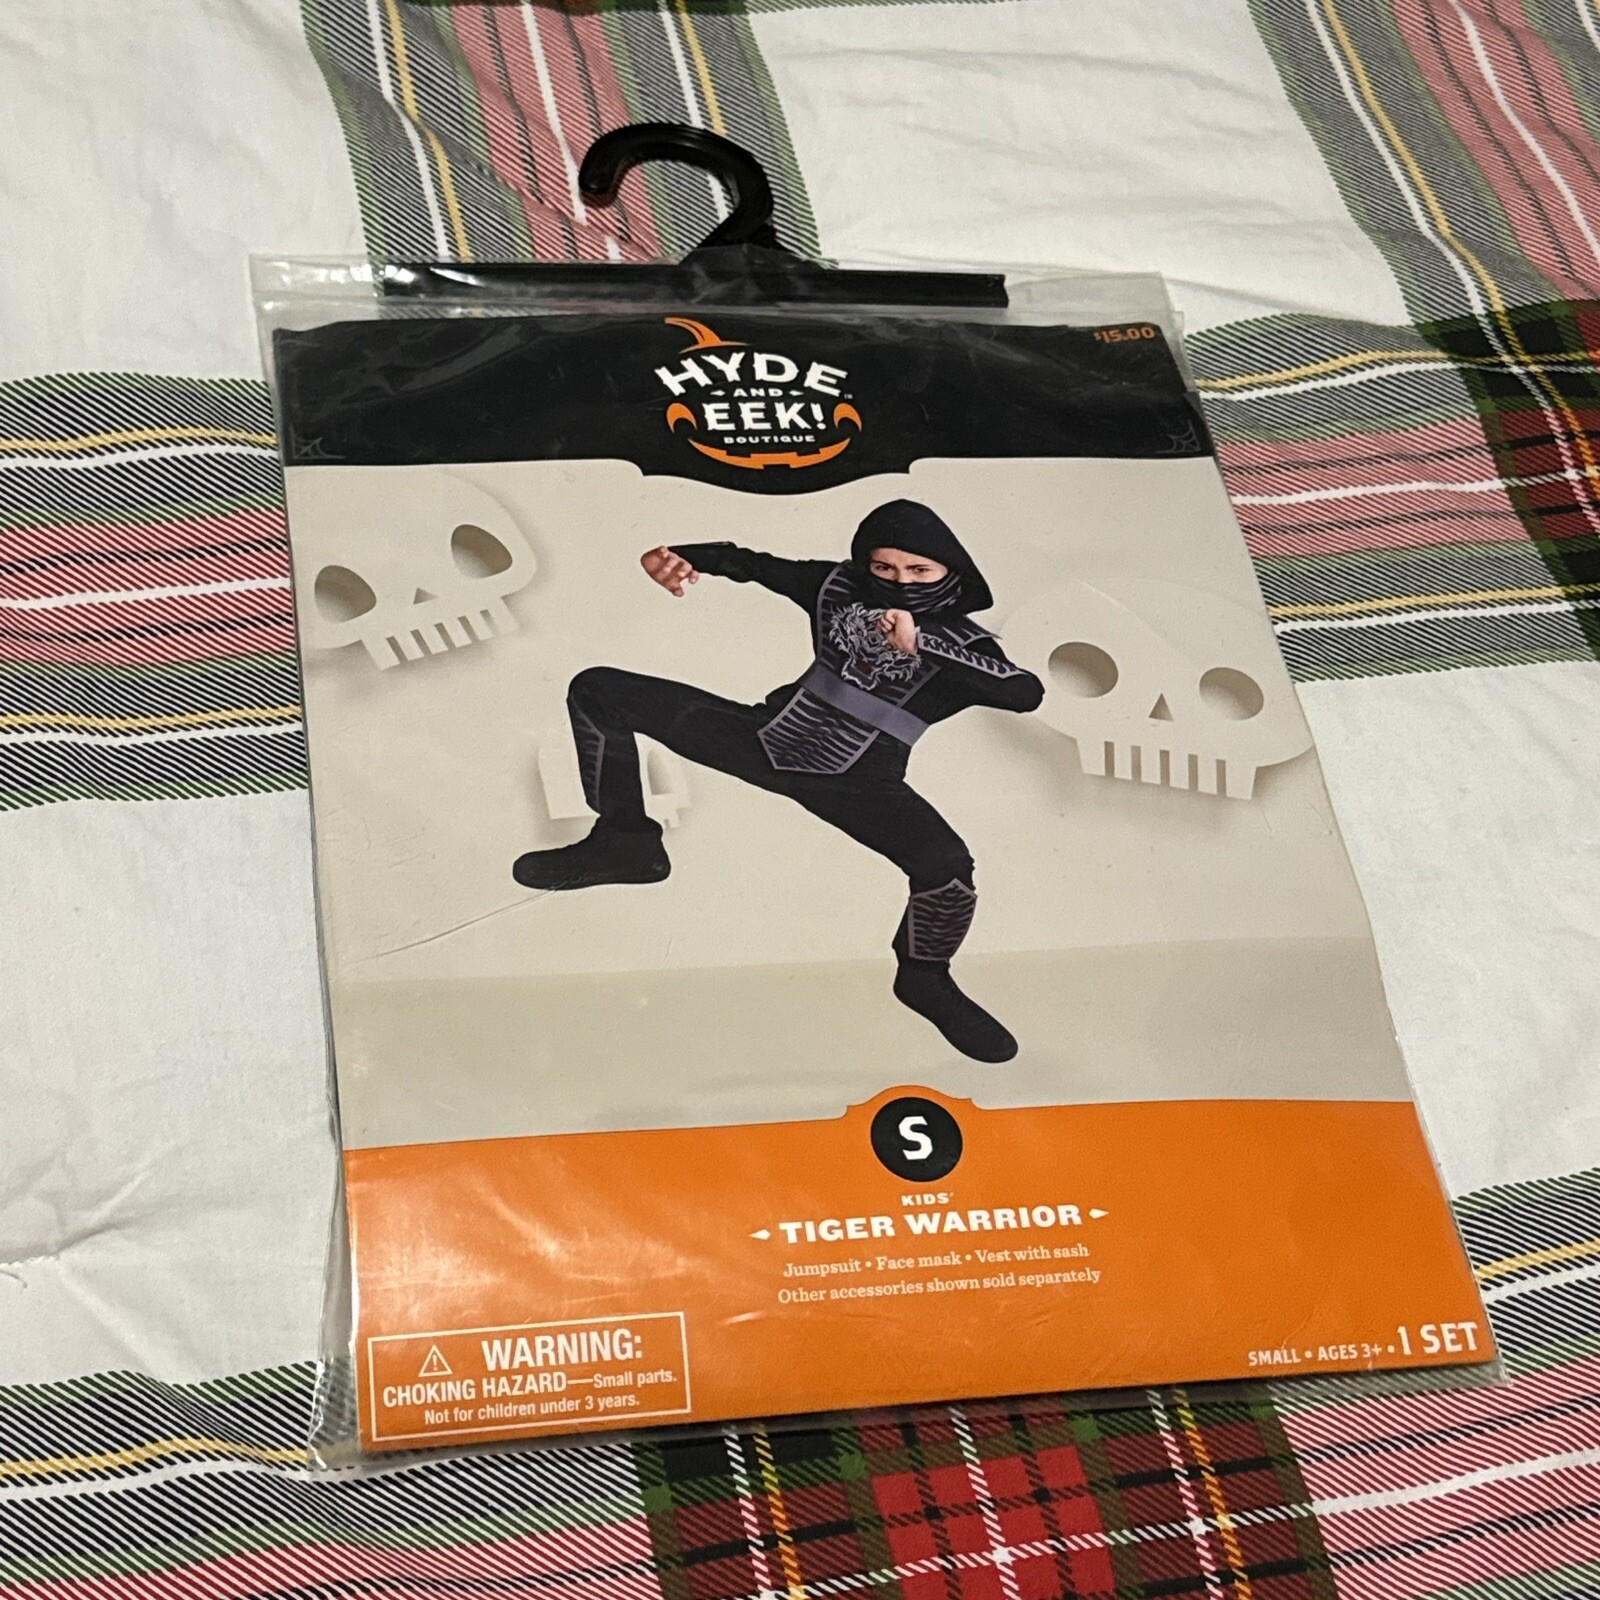 $15.00
HYDE
AND
EEK!
BOUTIQUE
S
KIDS'
TIGER WARRIOR
Jumpsuit • Face mask • Vest with sash
Other accessories shown sold separately
WARNING:
CHOKING HAZARD—Small parts.
Not for children under 3 years.
SMALL • AGES 3+ • 1 SET